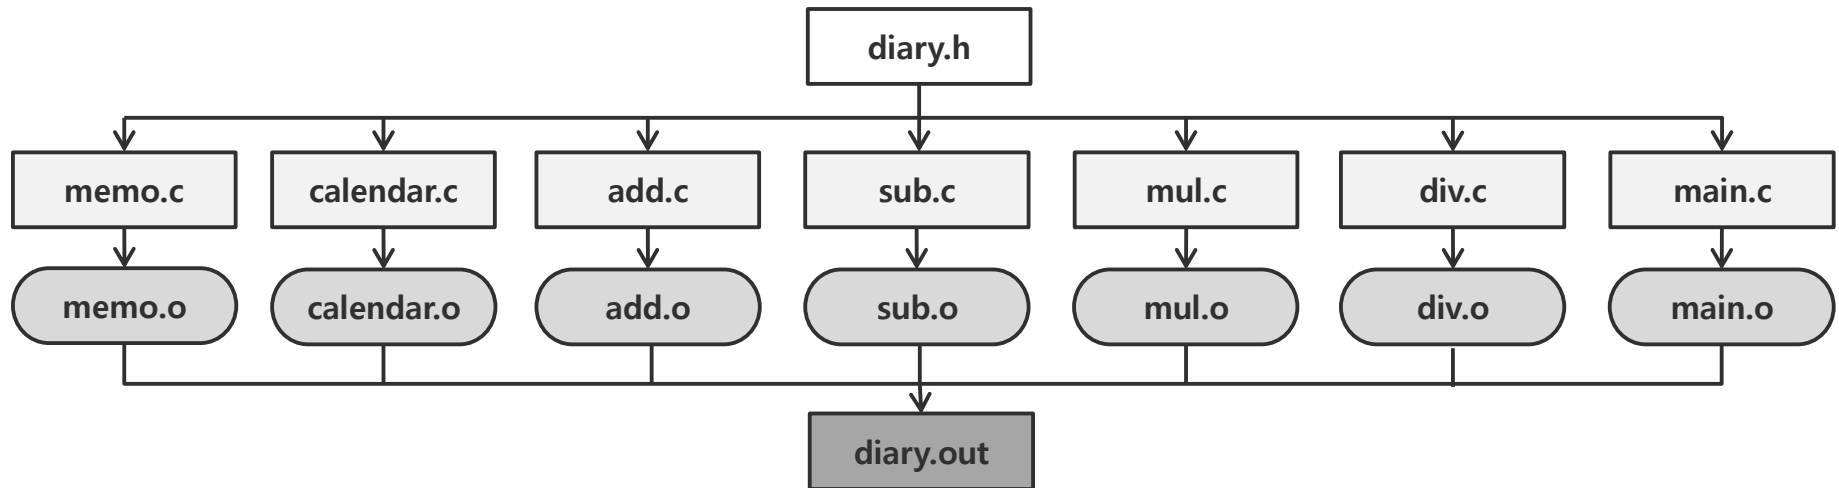 diary.h
memo.c
calendar.c
add.c
sub.c
mul.c
div.c
main.c
memo.o
calendar.o
add.o
sub.o
mul.o
div.o
main.o
diary.out